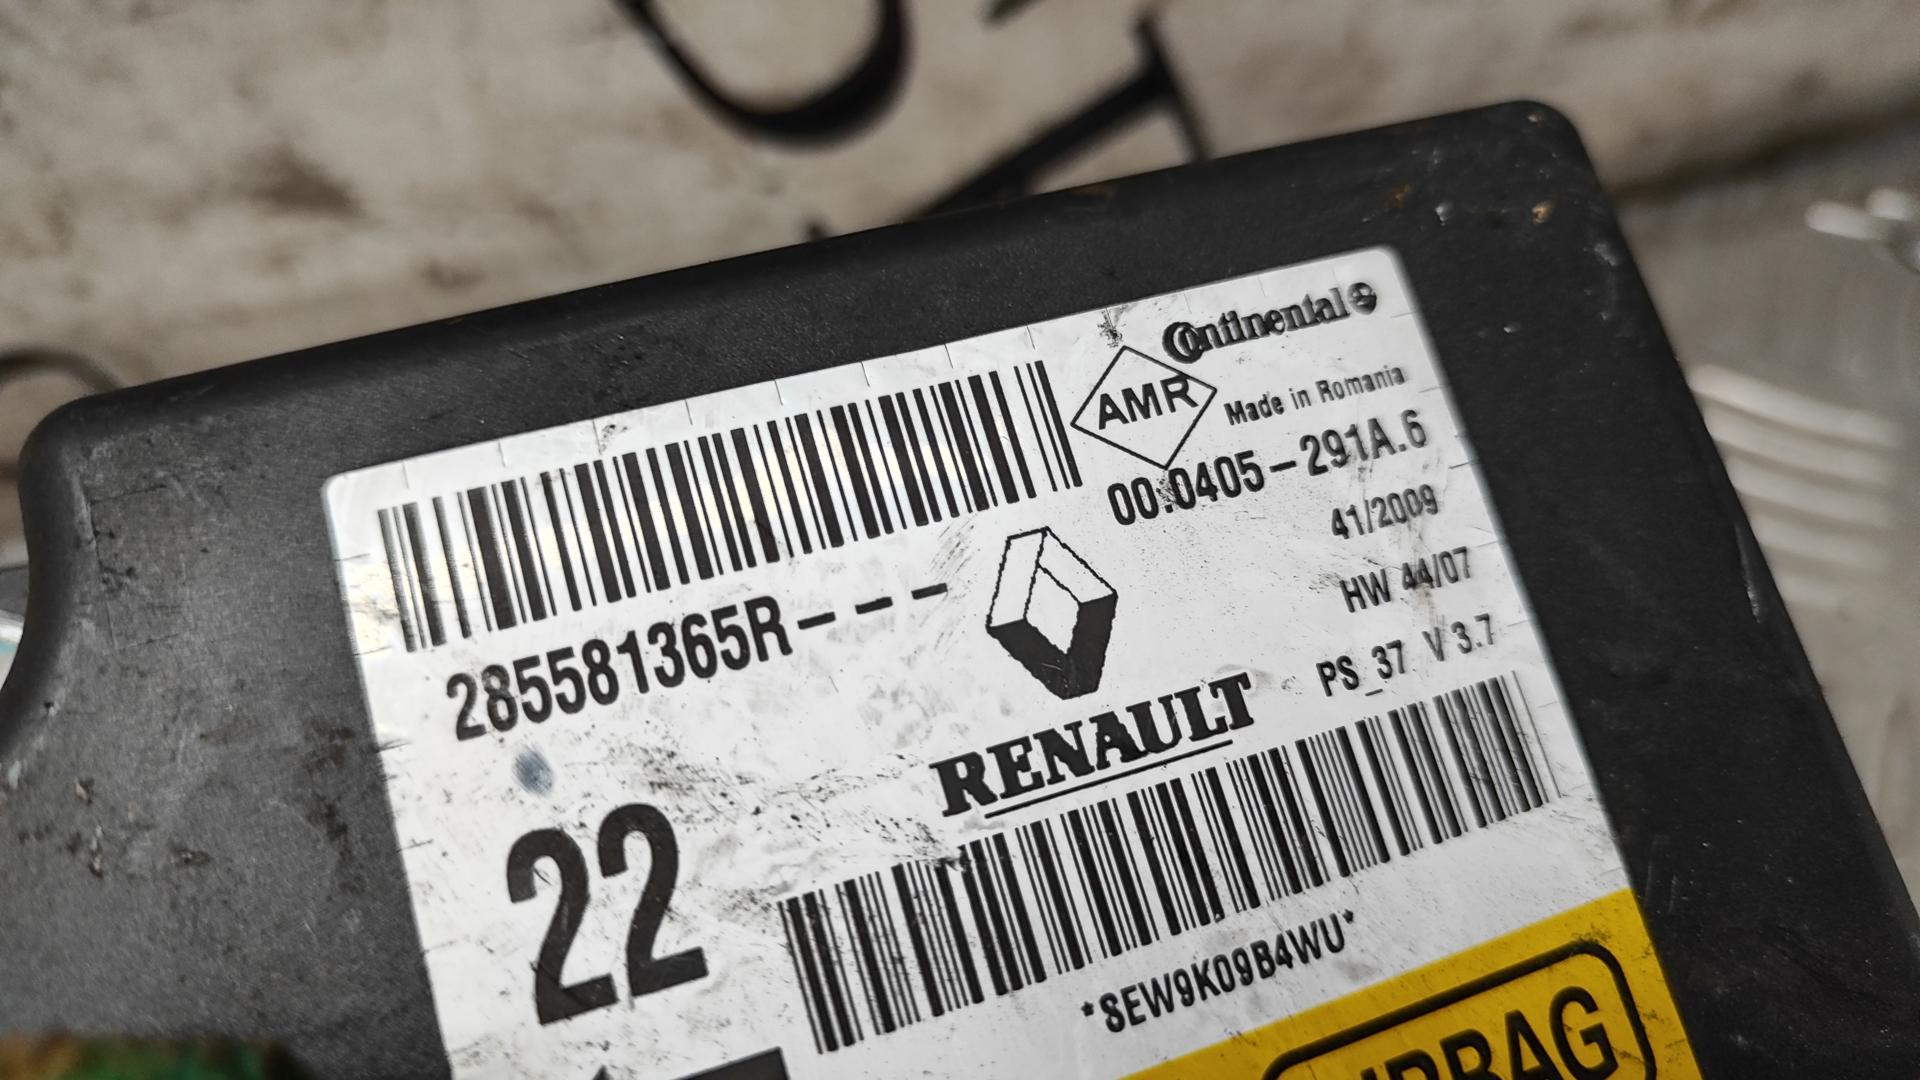 Continental
AMR
Made in Romania
00.0405-291A.6
41/2009
HW 44/07
PS_37 V 3.7
285581365R---
RENAULT
22
*SEW9K09B4WU*